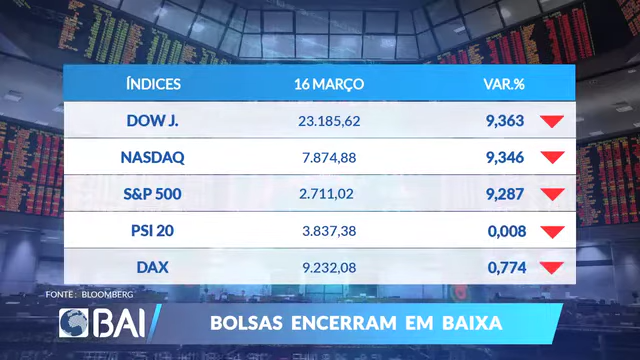 ÍNDICES 16 MARÇO VAR.%
DOW J. 23.185,62 9,363
NASDAQ 7.874,88 9,346
S&P 500 2.711,02 9,287
PSI 20 3.837,38 0,008
DAX 9.232,08 0,774
FONTE: BLOOMBERG
BAI BOLSAS ENCERRAM EM BAIXA